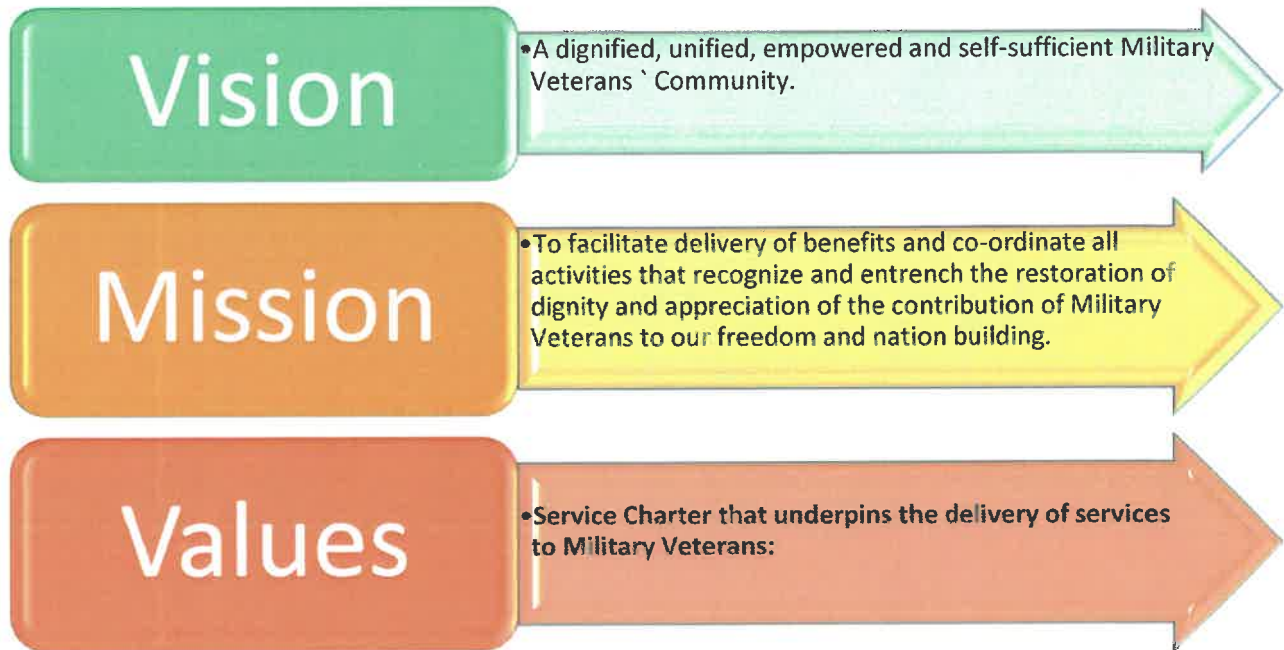 Vision
•A dignified, unified, empowered and self-sufficient Military
Veterans ` Community.
Mission
•To facilitate delivery of benefits and co-ordinate all
activities that recognize and entrench the restoration of
dignity and appreciation of the contribution of Military
Veterans to our freedom and nation building.
Values
•Service Charter that underpins the delivery of services
to Military Veterans: